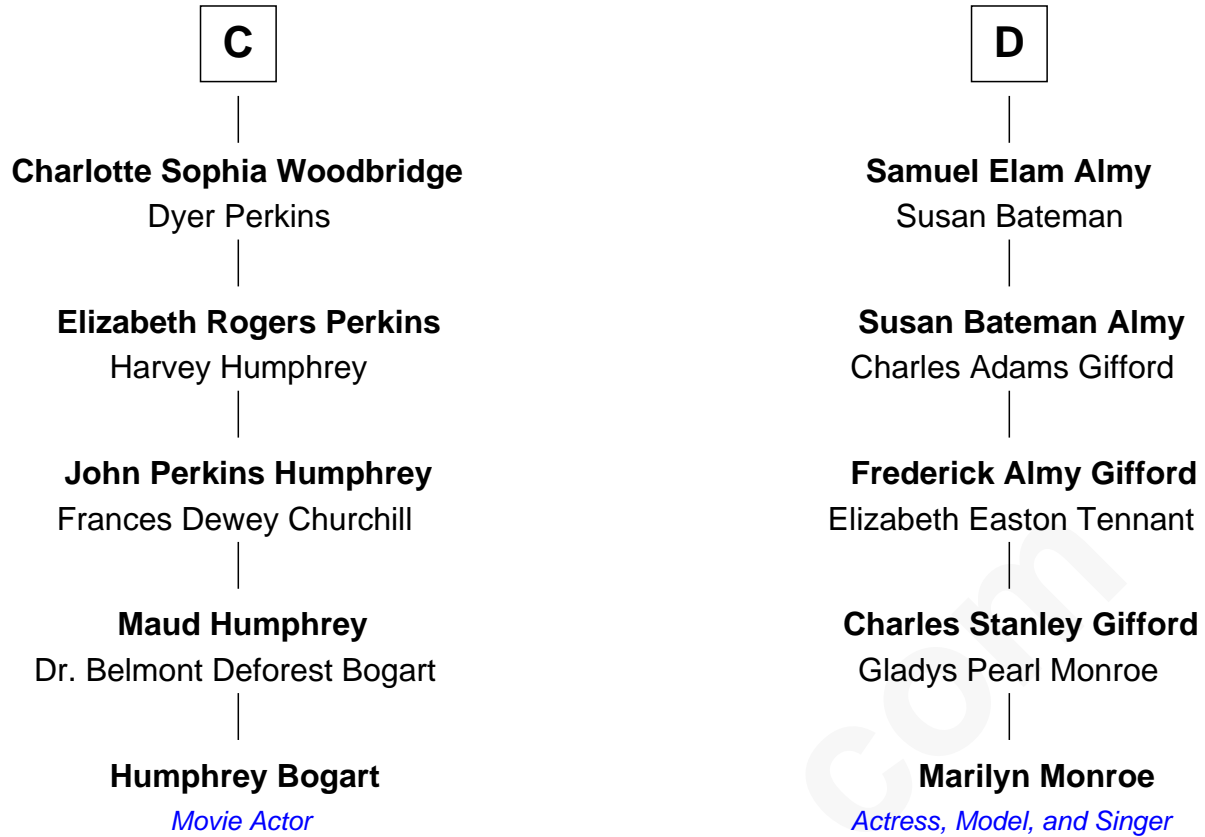 C
Charlotte Sophia Woodbridge
Dyer Perkins
Elizabeth Rogers Perkins
Harvey Humphrey
John Perkins Humphrey
Frances Dewey Churchill
Maud Humphrey
Dr. Belmont Deforest Bogart
Humphrey Bogart
Movie Actor
D
Samuel Elam Almy
Susan Bateman
Susan Bateman Almy
Charles Adams Gifford
Frederick Almy Gifford
Elizabeth Easton Tennant
Charles Stanley Gifford
Gladys Pearl Monroe
Marilyn Monroe
Actress, Model, and Singer
com